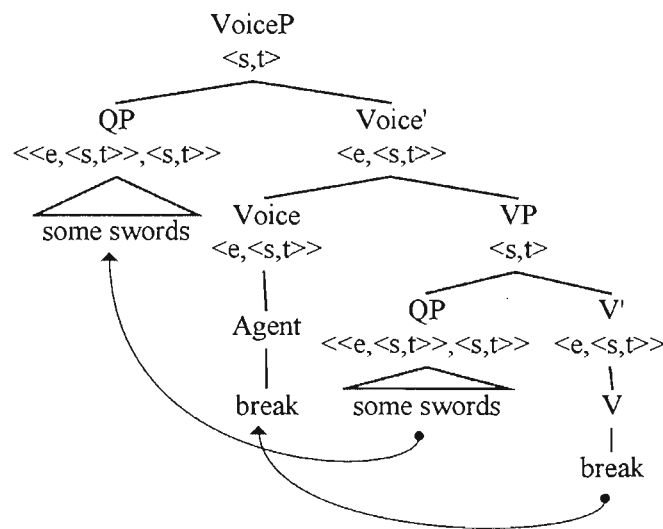 VoiceP
<s,t>
QP Voice'
<<e,<s,t>>,<s,t>> <e,<s,t>>
Voice VP
some swords <e,<s,t>> <s,t>
Agent QP V'
<<e,<s,t>>,<s,t>> <e,<s,t>>
break some swords V
break